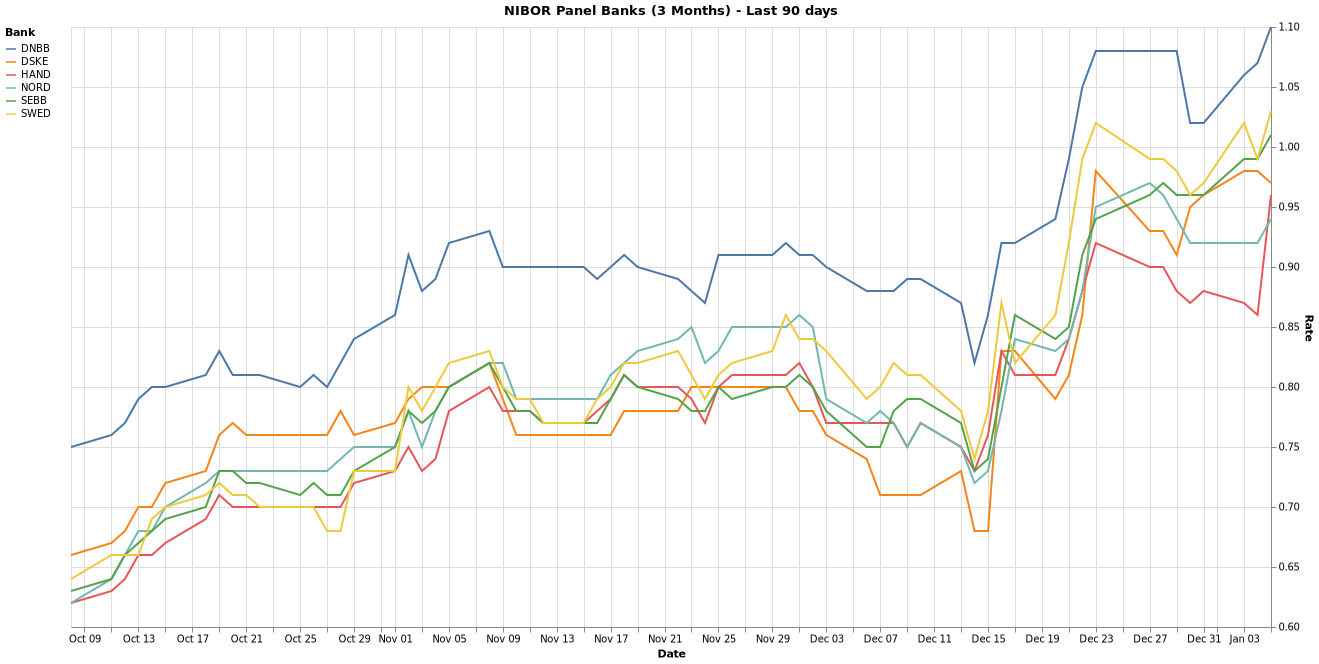 NIBOR Panel Banks (3 Months) - Last 90 days
Bank
DNBB
DSKE
HAND
NORD
SEBB
SWED
1.10
1.05
1.00
0.95
0.90
0.85
0.80
0.75
0.70
0.65
0.60
Rate
Oct 09 Oct 13 Oct 17 Oct 21 Oct 25 Oct 29 Nov 01 Nov 05 Nov 09 Nov 13 Nov 17 Nov 21 Nov 25 Nov 29 Dec 03 Dec 07 Dec 11 Dec 15 Dec 19 Dec 23 Dec 27 Dec 31 Jan 03
Date